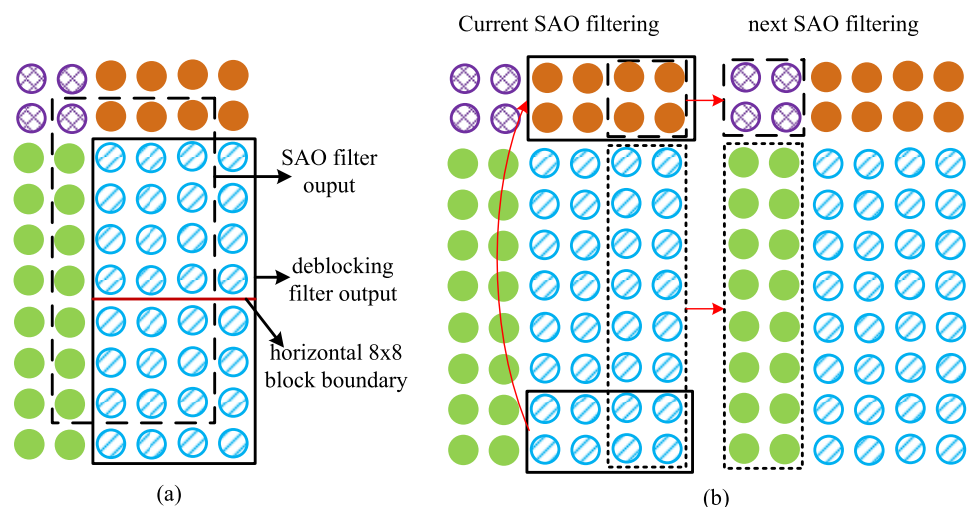 Current SAO filtering
next SAO filtering
SAO filter
ouput
deblocking
filter output
horizontal 8x8
block boundary
(a)
(b)